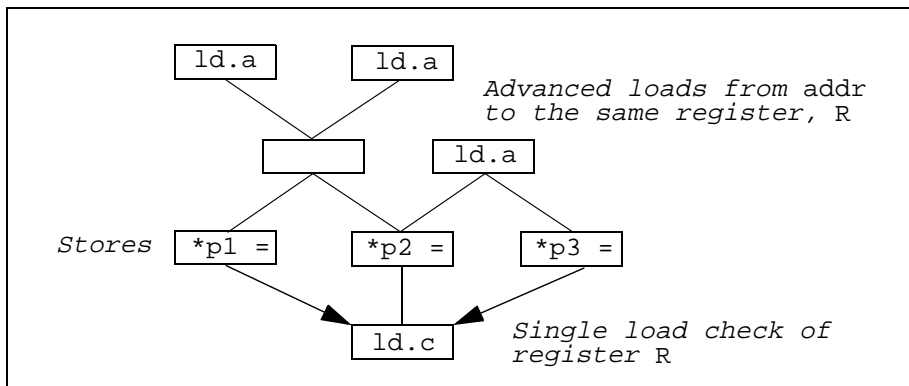 ld.a
ld.a
Advanced loads from addr
to the same register, R
ld.a
Stores
*p1 =
*p2 =
*p3 =
ld.c
Single load check of
register R